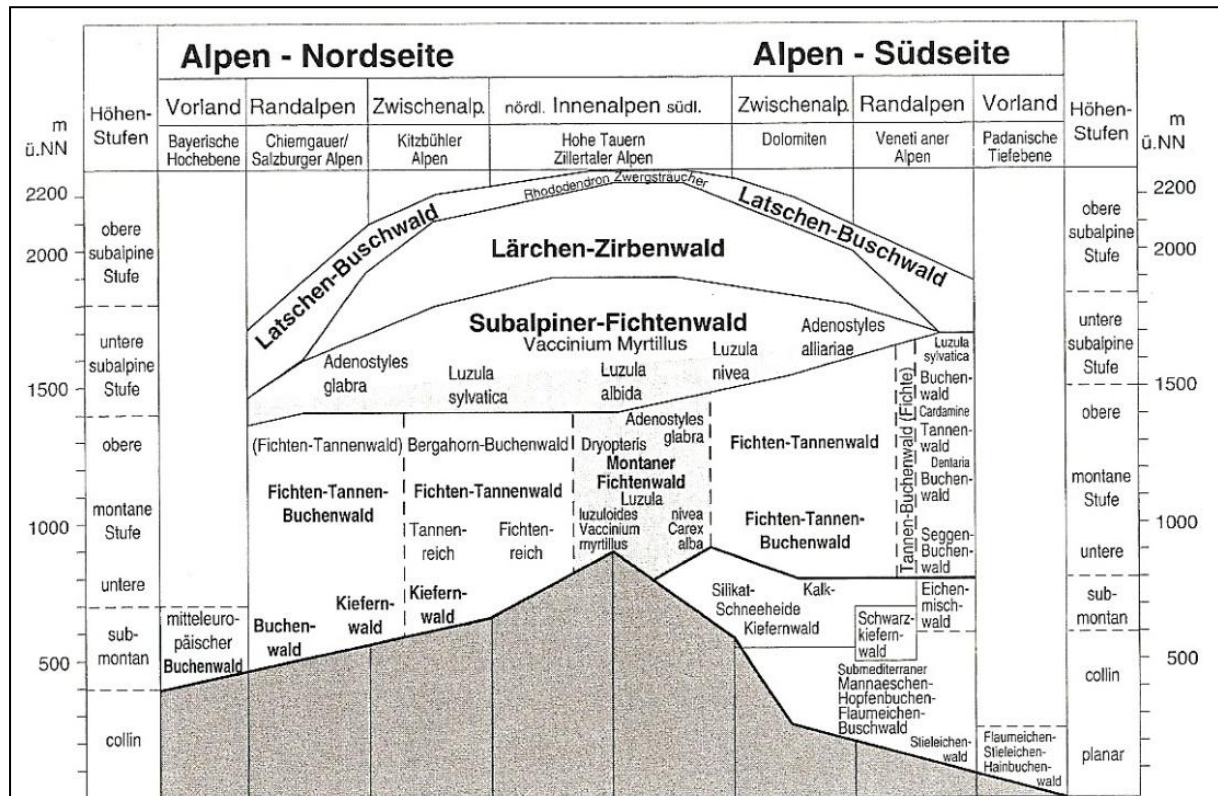 Alpen - Nordseite
Alpen - Südseite
m
ü.NN
Höhen-
Stufen
Vorland
Randalpen
Zwischenalp.
nördl. Innenalpen südl.
Zwischenalp.
Randalpen
Vorland
Höhen-
Stufen
m
ü.NN
Bayerische
Hochebene
Chiemgauer/
Salzburger Alpen
Kitzbühler
Alpen
Hohe Tauern
Zillertaler Alpen
Dolomiten
Veneti aner
Alpen
Padanische
Tiefebene
2200
2000
1500
1000
500
obere
subalpine
Stufe
untere
subalpine
Stufe
obere
montane
Stufe
untere
sub-
montan
collin
Rhododendron Zwergsträucher
Latschen-Buschwald
Latschen-Buschwald
Lärchen-Zirbenwald
Subalpiner-Fichtenwald
Vaccinium Myrtillus
Adenostyles
glabra
Luzula
sylvatica
Luzula
albida
Luzula
nivea
Adenostyles
alliariae
(Fichten-Tannenwald)
Bergahorn-Buchenwald
Fichten-Tannen-
Buchenwald
Fichten-Tannenwald
Tannen-
reich
Fichten-
reich
Adenostyles
glabra
Dryopteris
Montaner
Fichtenwald
Luzula
luzuloides
nivea
Vaccinium
Carex
myrtillus
alba
Fichten-Tannenwald
Fichten-Tannen-
Buchenwald
Tannen-Buchenwald (Fichte)
Luzula
sylvatica
Buchen-
wald
Cardamine
Tannen-
wald
Dentaria
Buchen-
wald
Seggen-
Buchen-
wald
mitteleuro-
päischer
Buchenwald
Buchen-
wald
Kiefern-
wald
Kiefern-
wald
Silikat-
Kalk-
Schneeheide
Kiefernwald
Schwarz-
kiefern-
wald
Eichen-
misch-
wald
Submediterraner
Mannaeschen-
Hopfenbuchen-
Flaumeichen-
Buschwald
Stieleichen-
wald
Flaumeichen-
Stieleichen-
Hainbuchen-
wald
obere
subalpine
Stufe
untere
subalpine
Stufe
obere
montane
Stufe
untere
sub-
montan
collin
planar
2200
2000
1500
1000
500